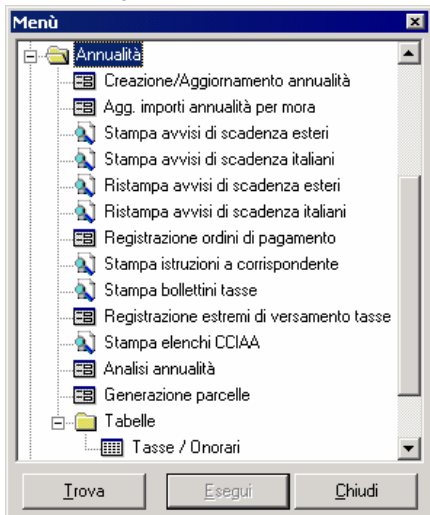 Menù
Annualità
Creazione/Aggiornamento annualità
Agg. importi annualità per mora
Stampa avvisi di scadenza esteri
Stampa avvisi di scadenza italiani
Ristampa avvisi di scadenza esteri
Ristampa avvisi di scadenza italiani
Registrazione ordini di pagamento
Stampa istruzioni a corrispondente
Stampa bollettini tasse
Registrazione estremi di versamento tasse
Stampa elenchi CCIAA
Analisi annualità
Generazione parcelle
Tabelle
Tasse / Onorari
Trova Esegui Chiudi